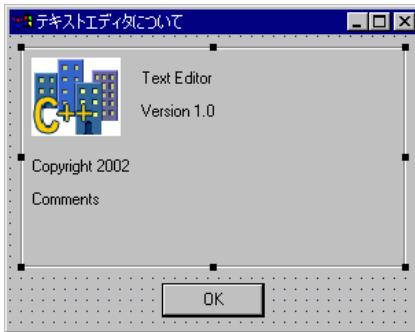 テキストエディタについて
Text Editor
Version 1.0
C++
Copyright 2002
Comments
OK